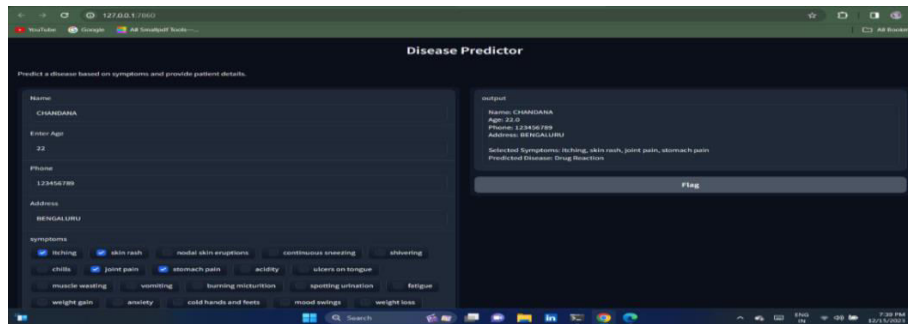 127.0.0.1:7860
YouTube Google All Smallpdf Tools -... All Bookm
Disease Predictor
Predict a disease based on symptoms and provide patient details.
Name
CHANDANA
Enter Age
22
Phone
123456789
Address
BENGALURU
symptoms
itching skin rash nodal skin eruptions continuous sneezing shivering
chills joint pain stomach pain acidity ulcers on tongue
muscle wasting vomiting burning micturition spotting urination fatigue
weight gain anxiety cold hands and feets mood swings weight loss
output
Name: CHANDANA
Age: 22.0
Phone: 123456789
Address: BENGALURU
Selected Symptoms: itching, skin rash, joint pain, stomach pain
Predicted Disease: Drug Reaction
Flag
Search
ENG
IN
7:39 PM
12/15/2023